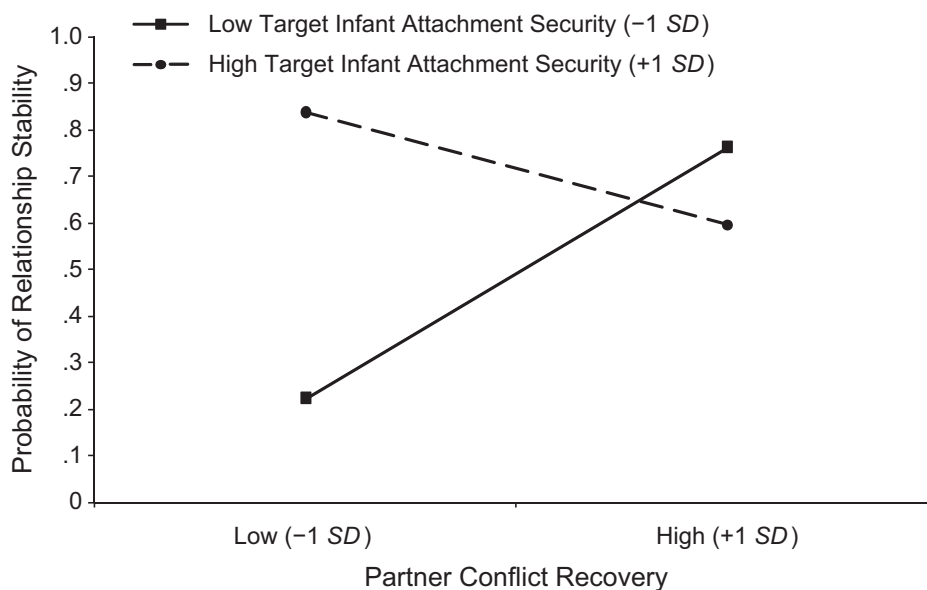 Low Target Infant Attachment Security (−1 SD)
High Target Infant Attachment Security (+1 SD)
Probability of Relationship Stability
1.0
.9
.8
.7
.6
.5
.4
.3
.2
.1
0
Low (−1 SD)
High (+1 SD)
Partner Conflict Recovery